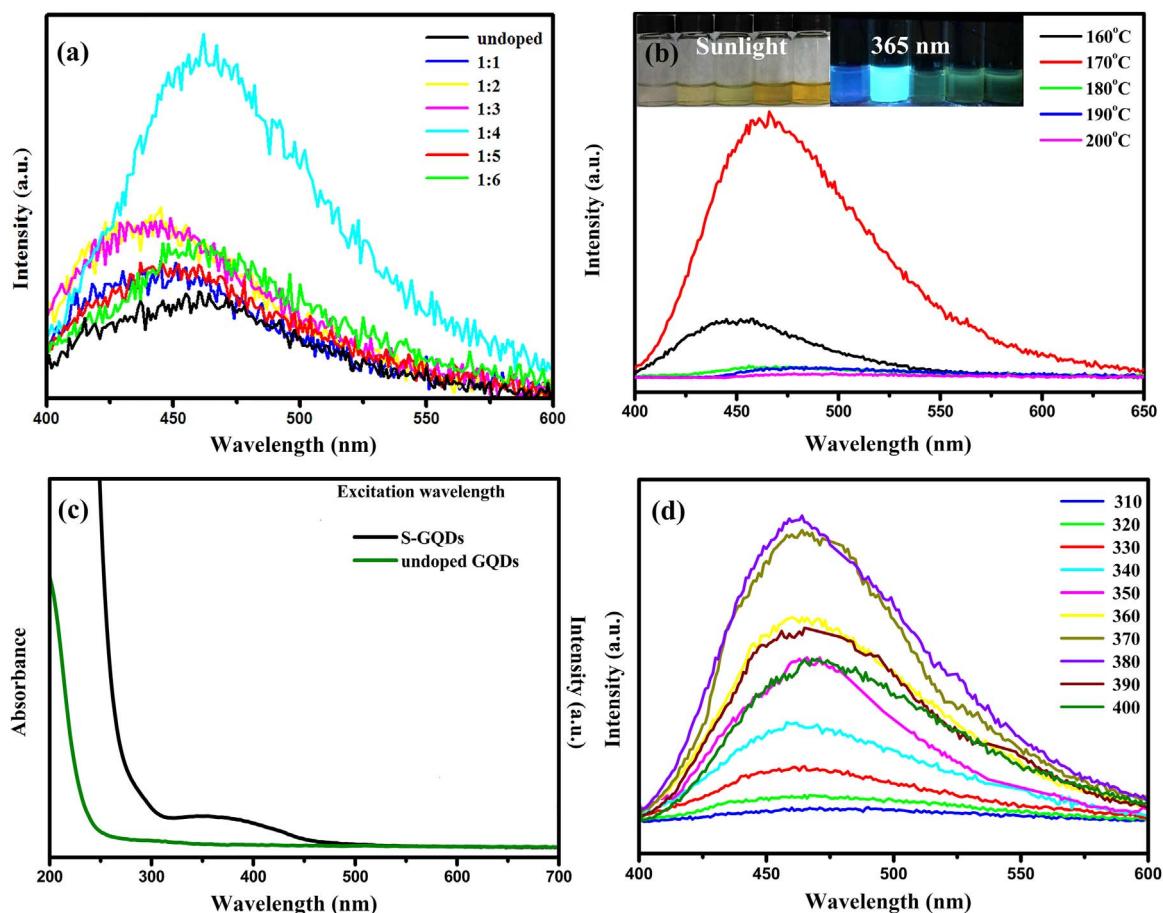 (a)
undoped
1:1
1:2
1:3
1:4
1:5
1:6
Intensity (a.u.)
400 450 500 550 600
Wavelength (nm)
(b)
Sunlight
365 nm
160°C
170°C
180°C
190°C
200°C
Intensity (a.u.)
400 450 500 550 600 650
Wavelength (nm)
(c)
Excitation wavelength
S-GQDs
undoped GQDs
Absorbance
Intensity (a.u.)
200 300 400 500 600 700
Wavelength (nm)
(d)
310
320
330
340
350
360
370
380
390
400
Intensity (a.u.)
400 450 500 550 600
Wavelength (nm)